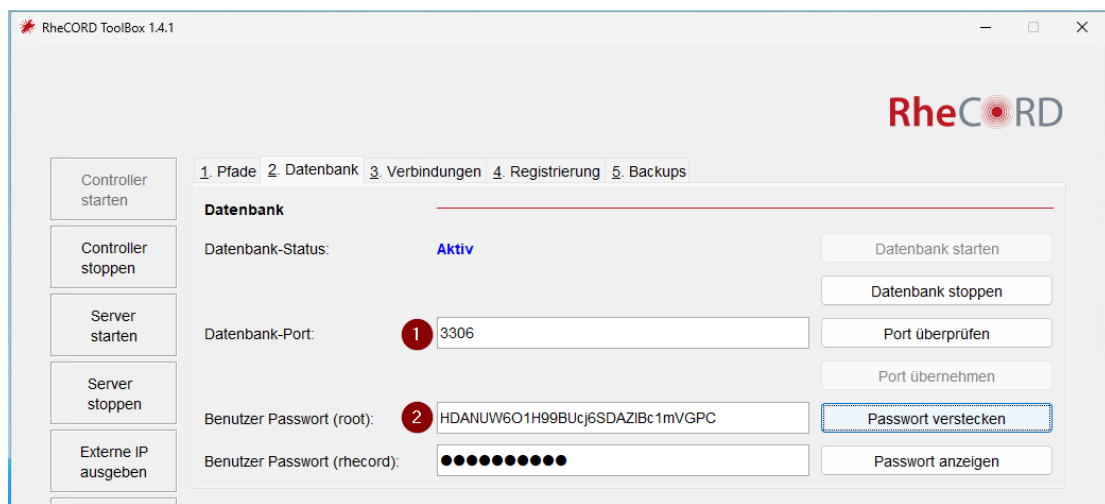 RheCORD ToolBox 1.4.1
RheCORD
Controller
starten
Controller
stoppen
Server
starten
Server
stoppen
Externe IP
ausgeben
1. Pfade 2. Datenbank 3. Verbindungen 4. Registrierung 5. Backups
Datenbank
Datenbank-Status: Aktiv Datenbank starten
Datenbank stoppen
Datenbank-Port: 1 3306 Port überprüfen
Port übernehmen
Benutzer Passwort (root): 2 HDANUW6O1H99BUcj6SDAZlBc1mVGPC Passwort verstecken
Benutzer Passwort (rhecord): ●●●●●●●●●● Passwort anzeigen